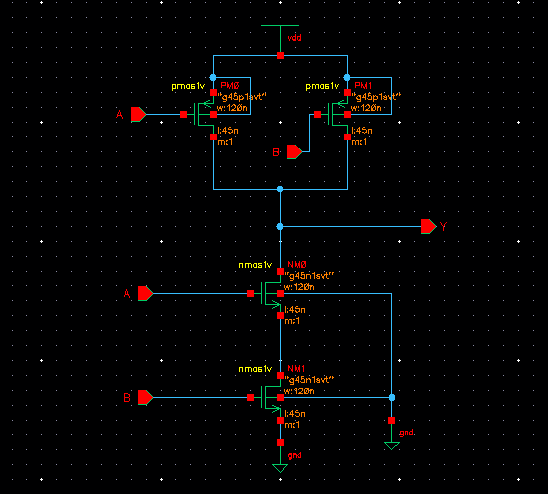 vdd
pmos1v PM0
"g45p1svt"
w:120n
A
l:45n
m:1
pmos1v PM1
"g45p1svt"
w:120n
B
l:45n
m:1
Y
nmos1v NM0
"g45n1svt"
w:120n
A
l:45n
m:1
nmos1v NM1
"g45n1svt"
w:120n
B
l:45n
m:1
gnd
gnd